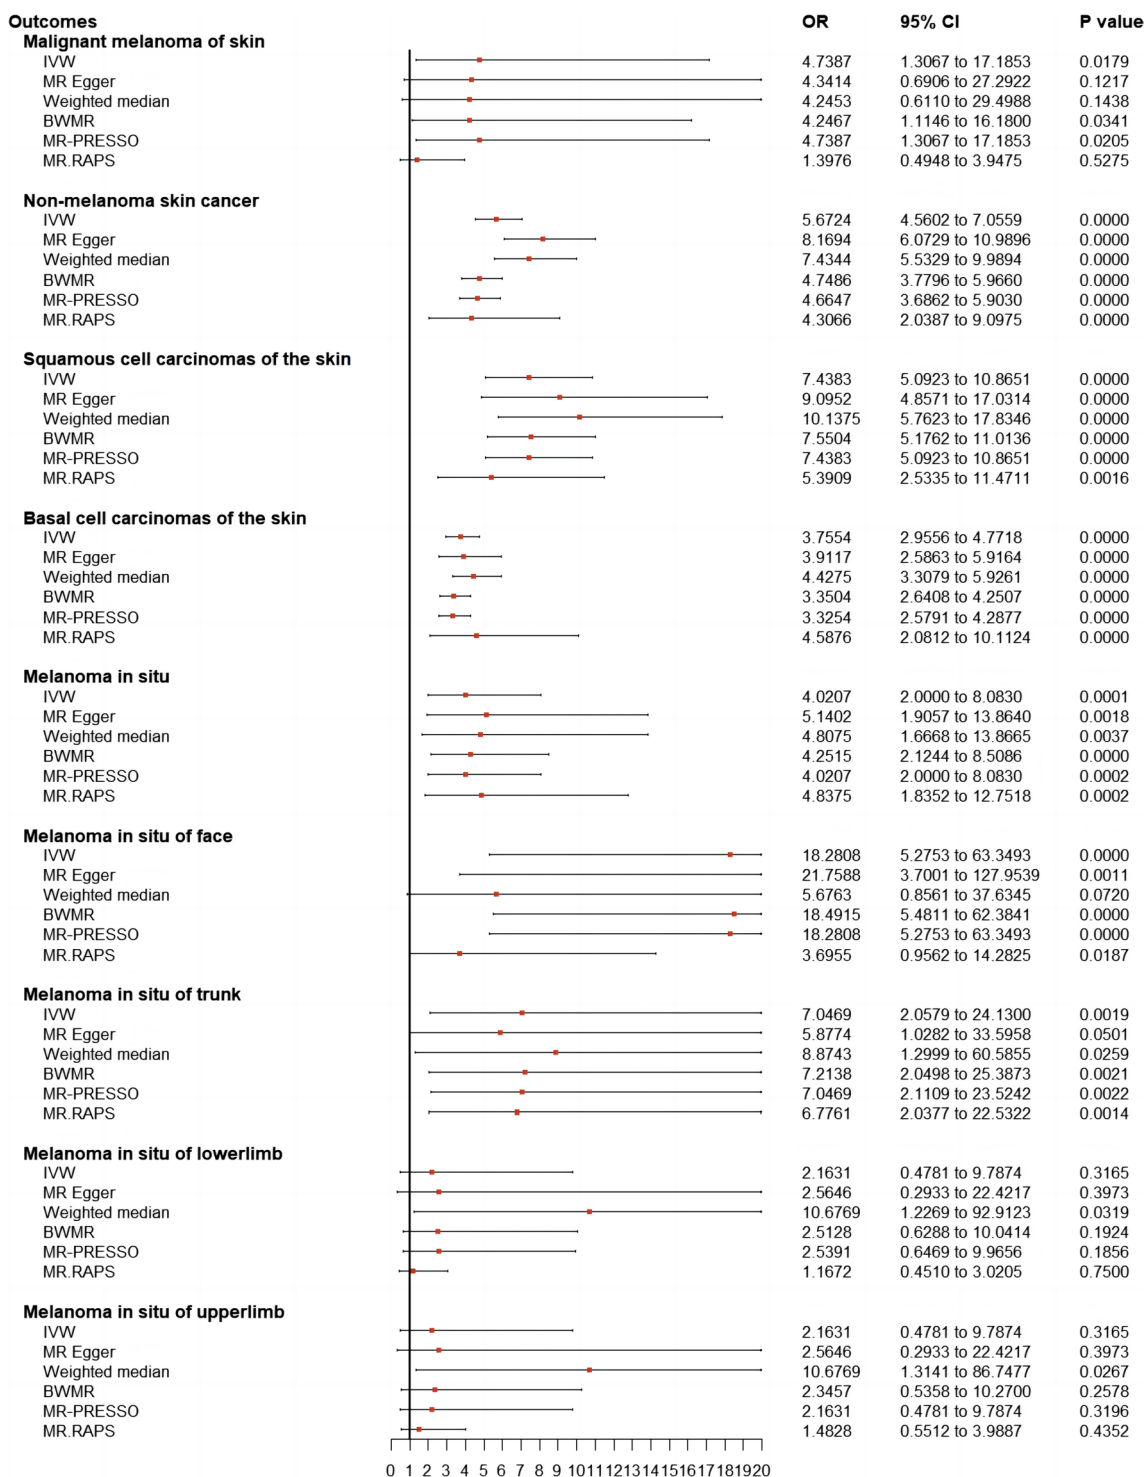 Outcomes OR 95% CI P value
Malignant melanoma of skin
IVW 4.7387 1.3067 to 17.1853 0.0179
MR Egger 4.3414 0.6906 to 27.2922 0.1217
Weighted median 4.2453 0.6110 to 29.4988 0.1438
BWMR 4.2467 1.1146 to 16.1800 0.0341
MR-PRESSO 4.7387 1.3067 to 17.1853 0.0205
MR.RAPS 1.3976 0.4948 to 3.9475 0.5275
Non-melanoma skin cancer
IVW 5.6724 4.5602 to 7.0559 0.0000
MR Egger 8.1694 6.0729 to 10.9896 0.0000
Weighted median 7.4344 5.5329 to 9.9894 0.0000
BWMR 4.7486 3.7796 to 5.9660 0.0000
MR-PRESSO 4.6647 3.6862 to 5.9030 0.0000
MR.RAPS 4.3066 2.0387 to 9.0975 0.0000
Squamous cell carcinomas of the skin
IVW 7.4383 5.0923 to 10.8651 0.0000
MR Egger 9.0952 4.8571 to 17.0314 0.0000
Weighted median 10.1375 5.7623 to 17.8346 0.0000
BWMR 7.5504 5.1762 to 11.0136 0.0000
MR-PRESSO 7.4383 5.0923 to 10.8651 0.0000
MR.RAPS 5.3909 2.5335 to 11.4711 0.0016
Basal cell carcinomas of the skin
IVW 3.7554 2.9556 to 4.7718 0.0000
MR Egger 3.9117 2.5863 to 5.9164 0.0000
Weighted median 4.4275 3.3079 to 5.9261 0.0000
BWMR 3.3504 2.6408 to 4.2507 0.0000
MR-PRESSO 3.3254 2.5791 to 4.2877 0.0000
MR.RAPS 4.5876 2.0812 to 10.1124 0.0000
Melanoma in situ
IVW 4.0207 2.0000 to 8.0830 0.0001
MR Egger 5.1402 1.9057 to 13.8640 0.0018
Weighted median 4.8075 1.6668 to 13.8665 0.0037
BWMR 4.2515 2.1244 to 8.5086 0.0000
MR-PRESSO 4.0207 2.0000 to 8.0830 0.0002
MR.RAPS 4.8375 1.8352 to 12.7518 0.0002
Melanoma in situ of face
IVW 18.2808 5.2753 to 63.3493 0.0000
MR Egger 21.7588 3.7001 to 127.9539 0.0011
Weighted median 5.6763 0.8561 to 37.6345 0.0720
BWMR 18.4915 5.4811 to 62.3841 0.0000
MR-PRESSO 18.2808 5.2753 to 63.3493 0.0000
MR.RAPS 3.6955 0.9562 to 14.2825 0.0187
Melanoma in situ of trunk
IVW 7.0469 2.0579 to 24.1300 0.0019
MR Egger 5.8774 1.0282 to 33.5958 0.0501
Weighted median 8.8743 1.2999 to 60.5855 0.0259
BWMR 7.2138 2.0498 to 25.3873 0.0021
MR-PRESSO 7.0469 2.1109 to 23.5242 0.0022
MR.RAPS 6.7761 2.0377 to 22.5322 0.0014
Melanoma in situ of lowerlimb
IVW 2.1631 0.4781 to 9.7874 0.3165
MR Egger 2.5646 0.2933 to 22.4217 0.3973
Weighted median 10.6769 1.2269 to 92.9123 0.0319
BWMR 2.5128 0.6288 to 10.0414 0.1924
MR-PRESSO 2.5391 0.6469 to 9.9656 0.1856
MR.RAPS 1.1672 0.4510 to 3.0205 0.7500
Melanoma in situ of upperlimb
IVW 2.1631 0.4781 to 9.7874 0.3165
MR Egger 2.5646 0.2933 to 22.4217 0.3973
Weighted median 10.6769 1.3141 to 86.7477 0.0267
BWMR 2.3457 0.5358 to 10.2700 0.2578
MR-PRESSO 2.1631 0.4781 to 9.7874 0.3196
MR.RAPS 1.4828 0.5512 to 3.9887 0.4352
0 1 2 3 4 5 6 7 8 9 10 11 12 13 14 15 16 17 18 19 20